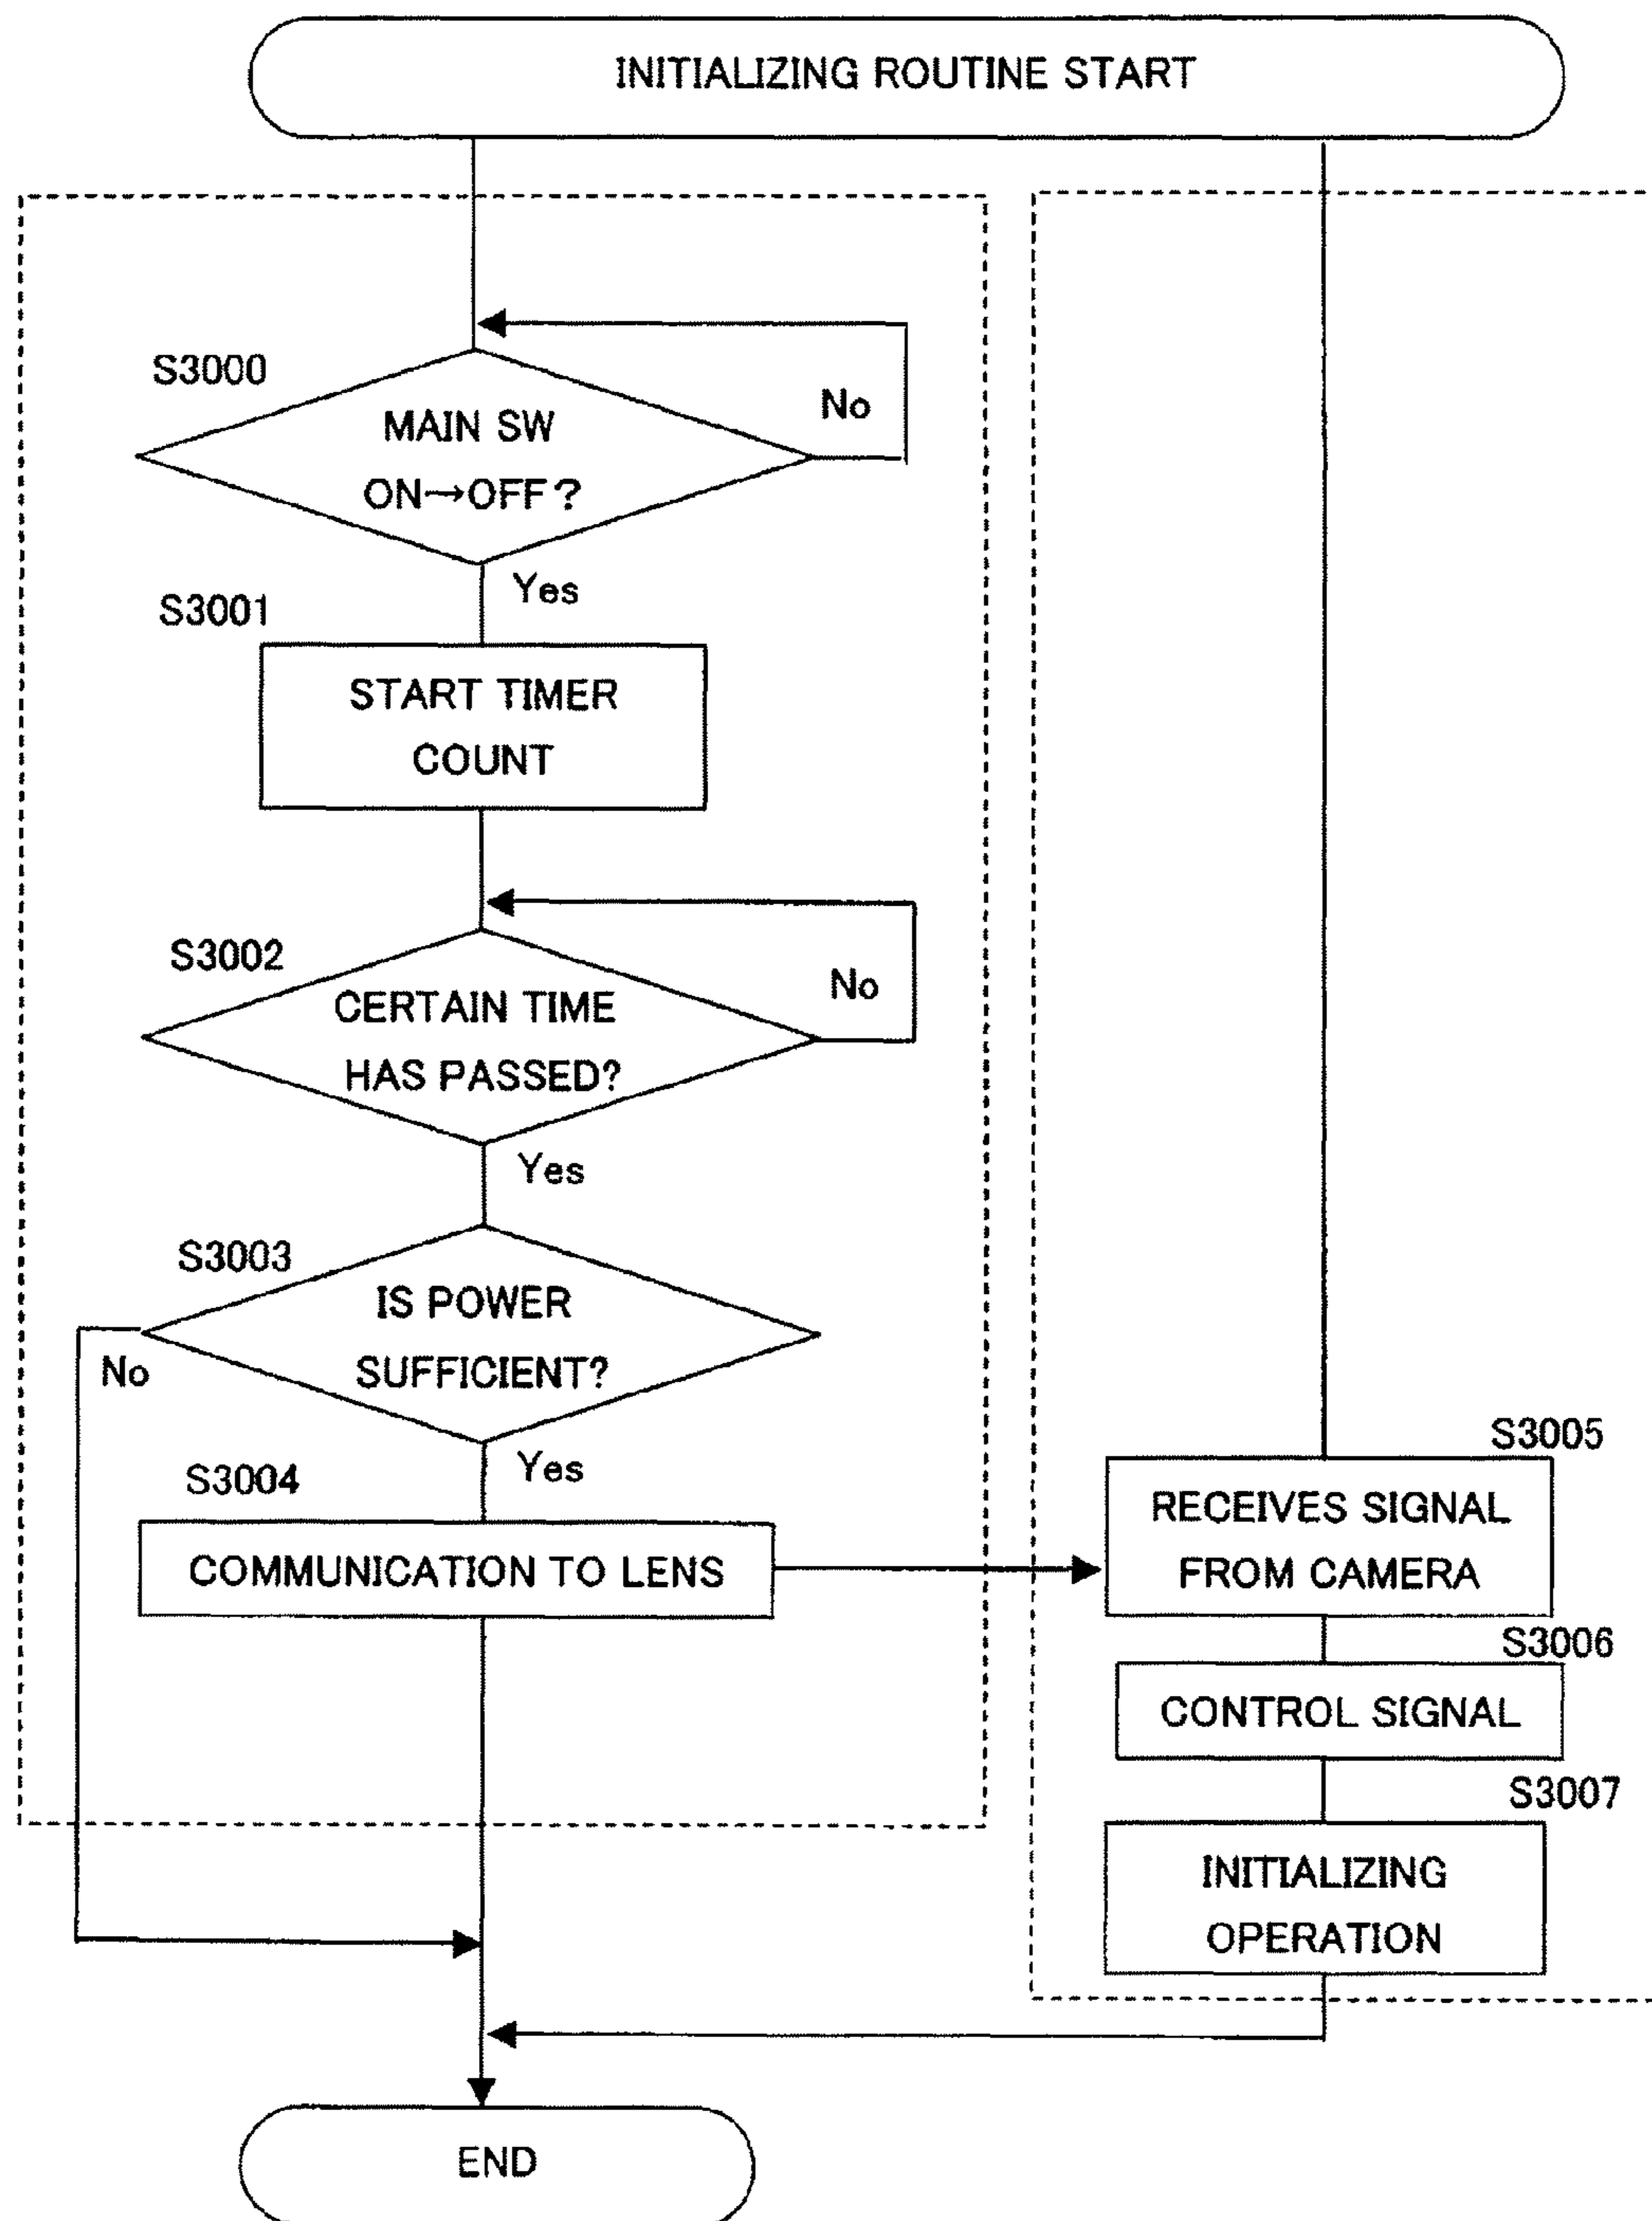 INITIALIZING ROUTINE START
S3000
MAIN SW
ON→OFF?
No
Yes
S3001
START TIMER
COUNT
S3002
CERTAIN TIME
HAS PASSED?
No
Yes
S3003
IS POWER
SUFFICIENT?
No
Yes
S3004
COMMUNICATION TO LENS
S3005
RECEIVES SIGNAL
FROM CAMERA
S3006
CONTROL SIGNAL
S3007
INITIALIZING
OPERATION
END